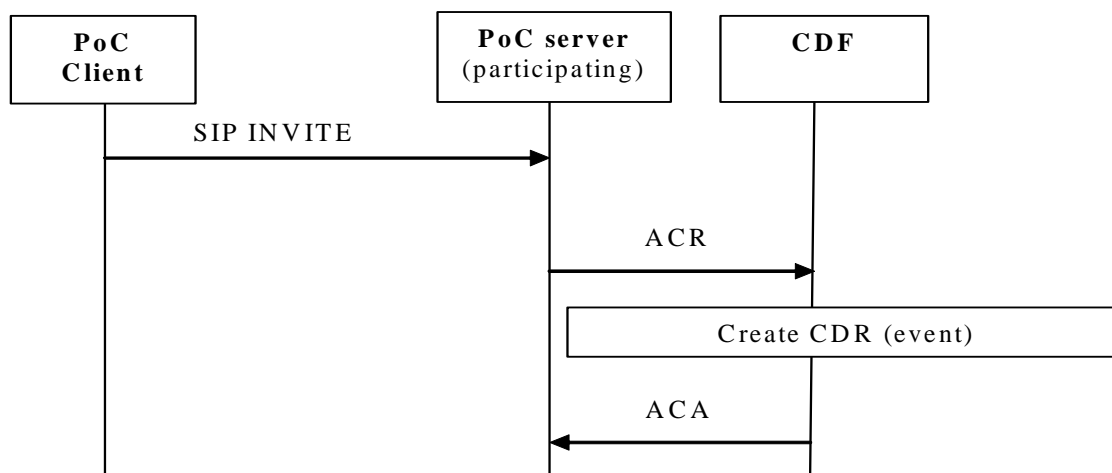 PoC
Client
PoC server
(participating)
CDF
SIP INVITE
ACR
Create CDR (event)
ACA